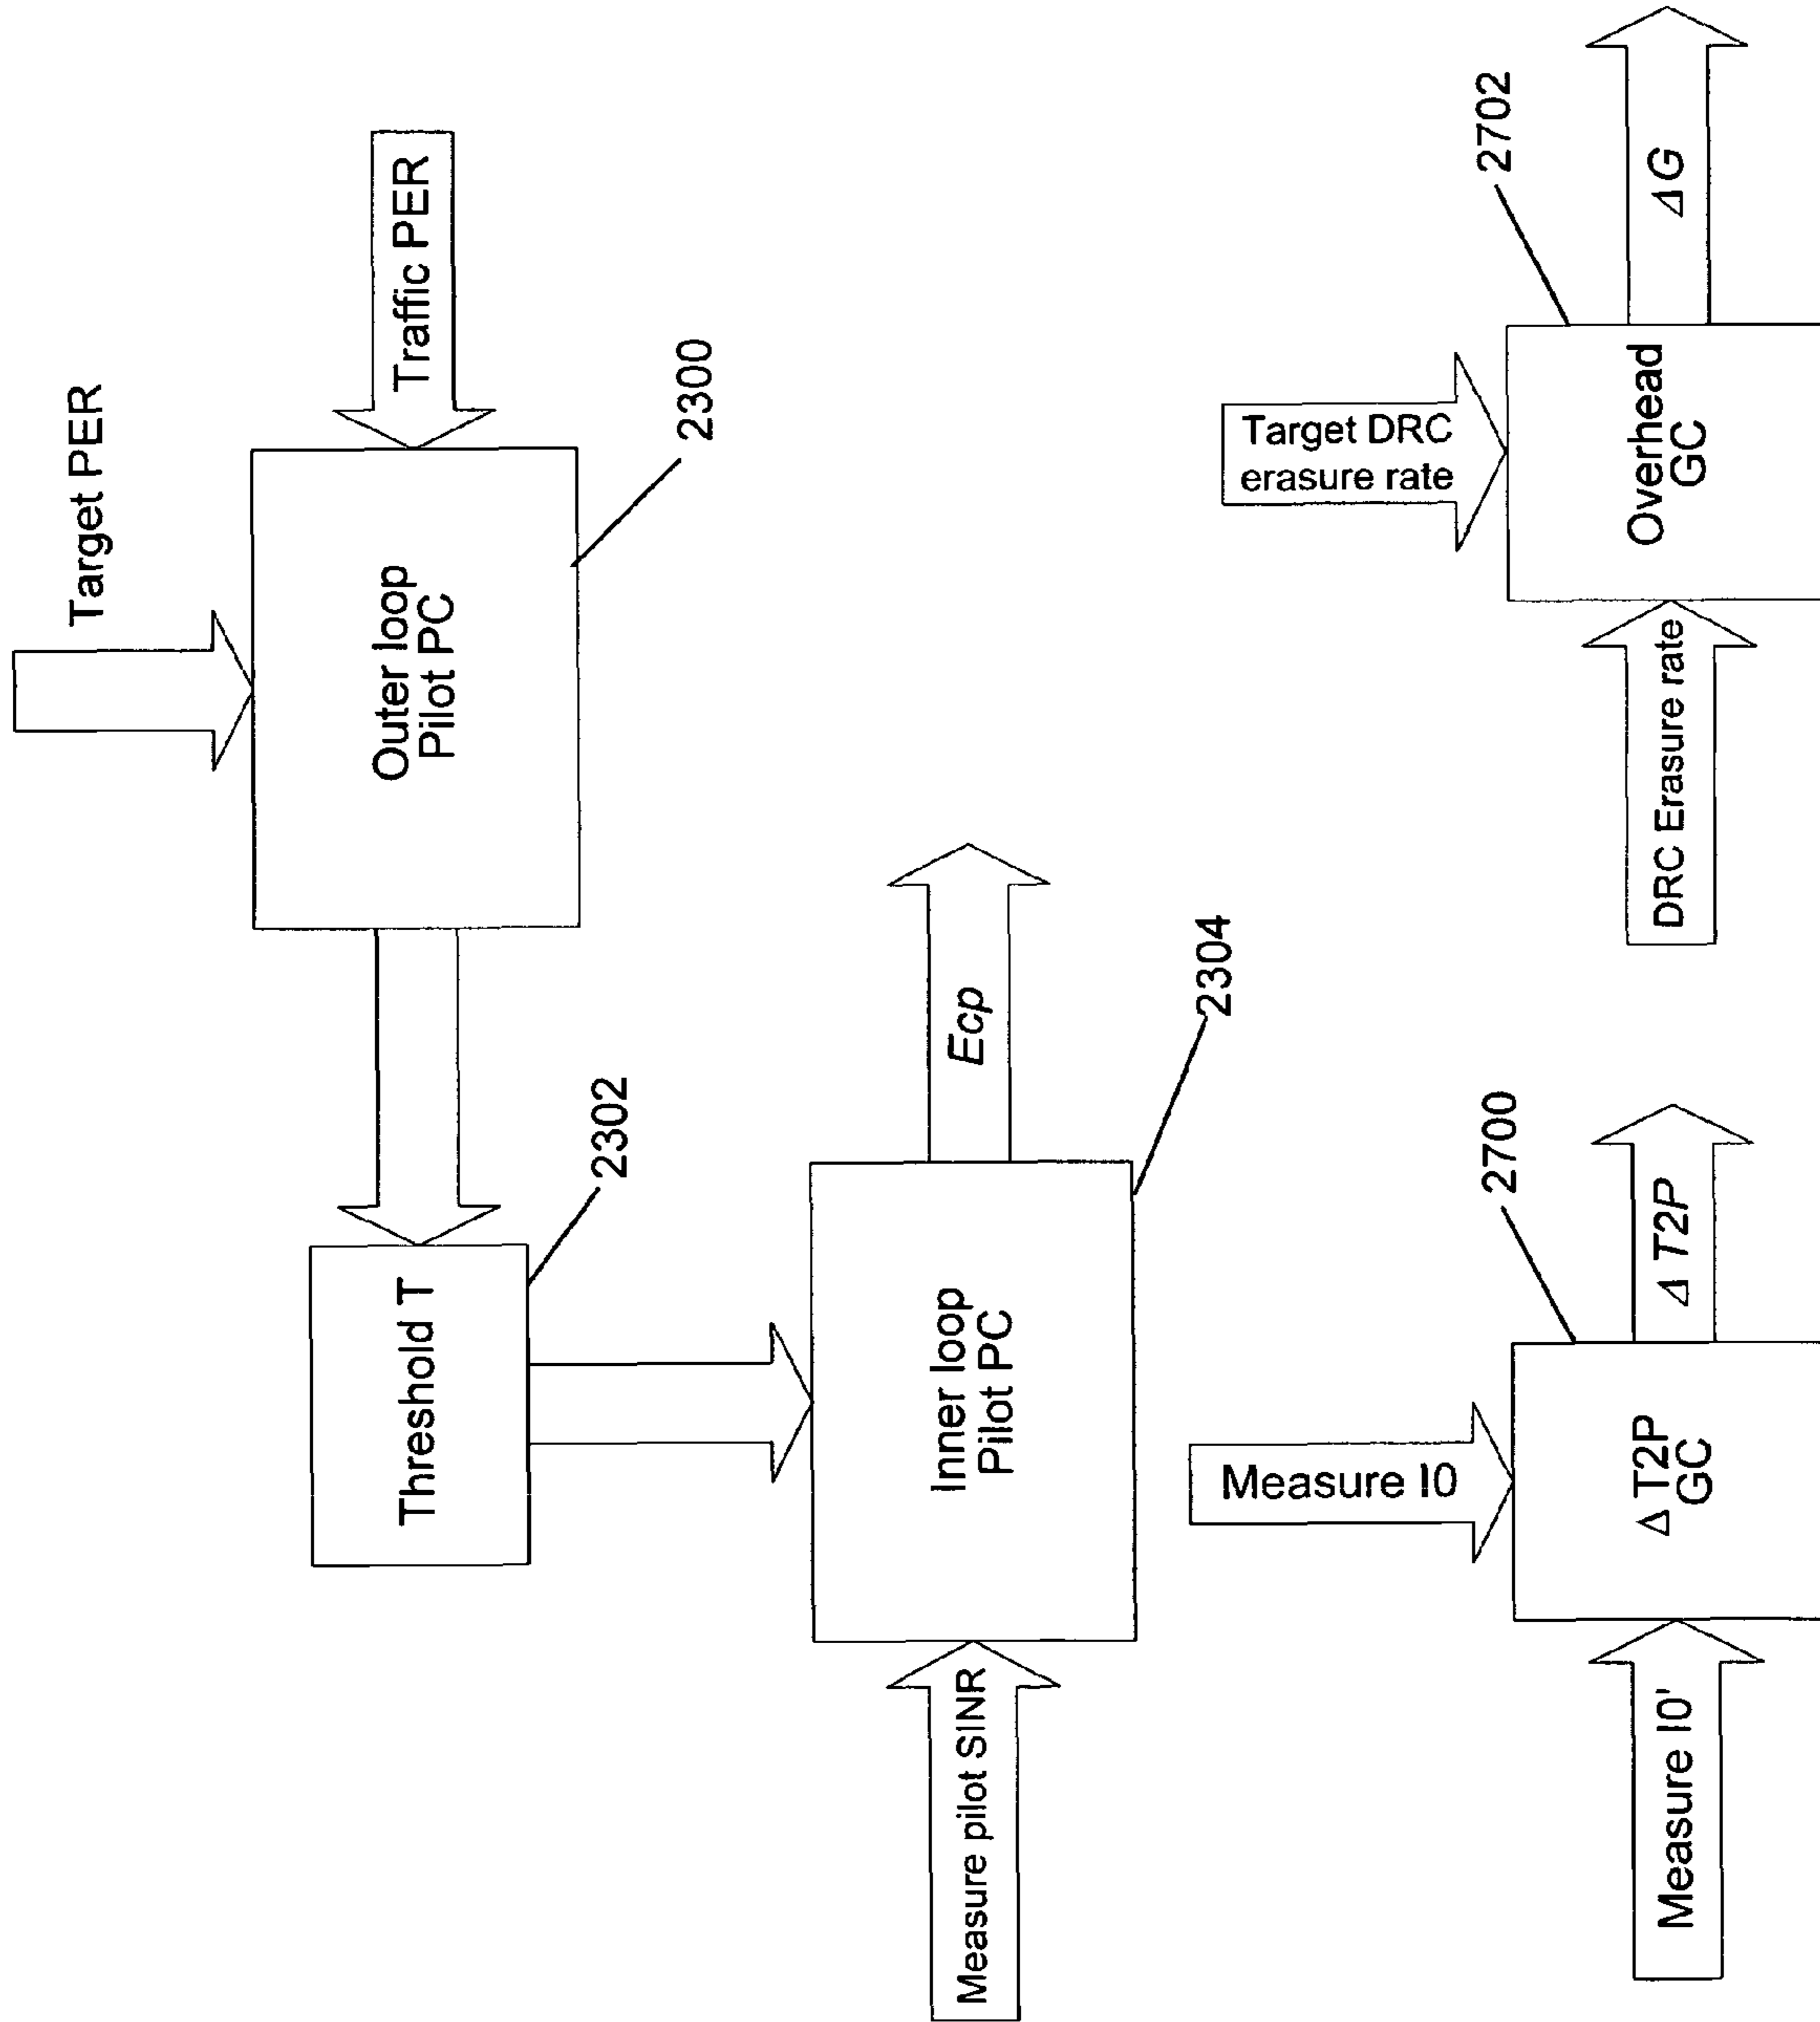 Target PER
Outer loop
Pilot PC
Traffic PER
2300
Threshold T
2302
Measure pilot SINR
Inner loop
Pilot PC
Ecp
2304
Measure I0
Measure I0'
Δ T2P
GC
Δ T2P
2700
Target DRC
erasure rate
DRC Erasure rate
Overhead
GC
ΔG
2702